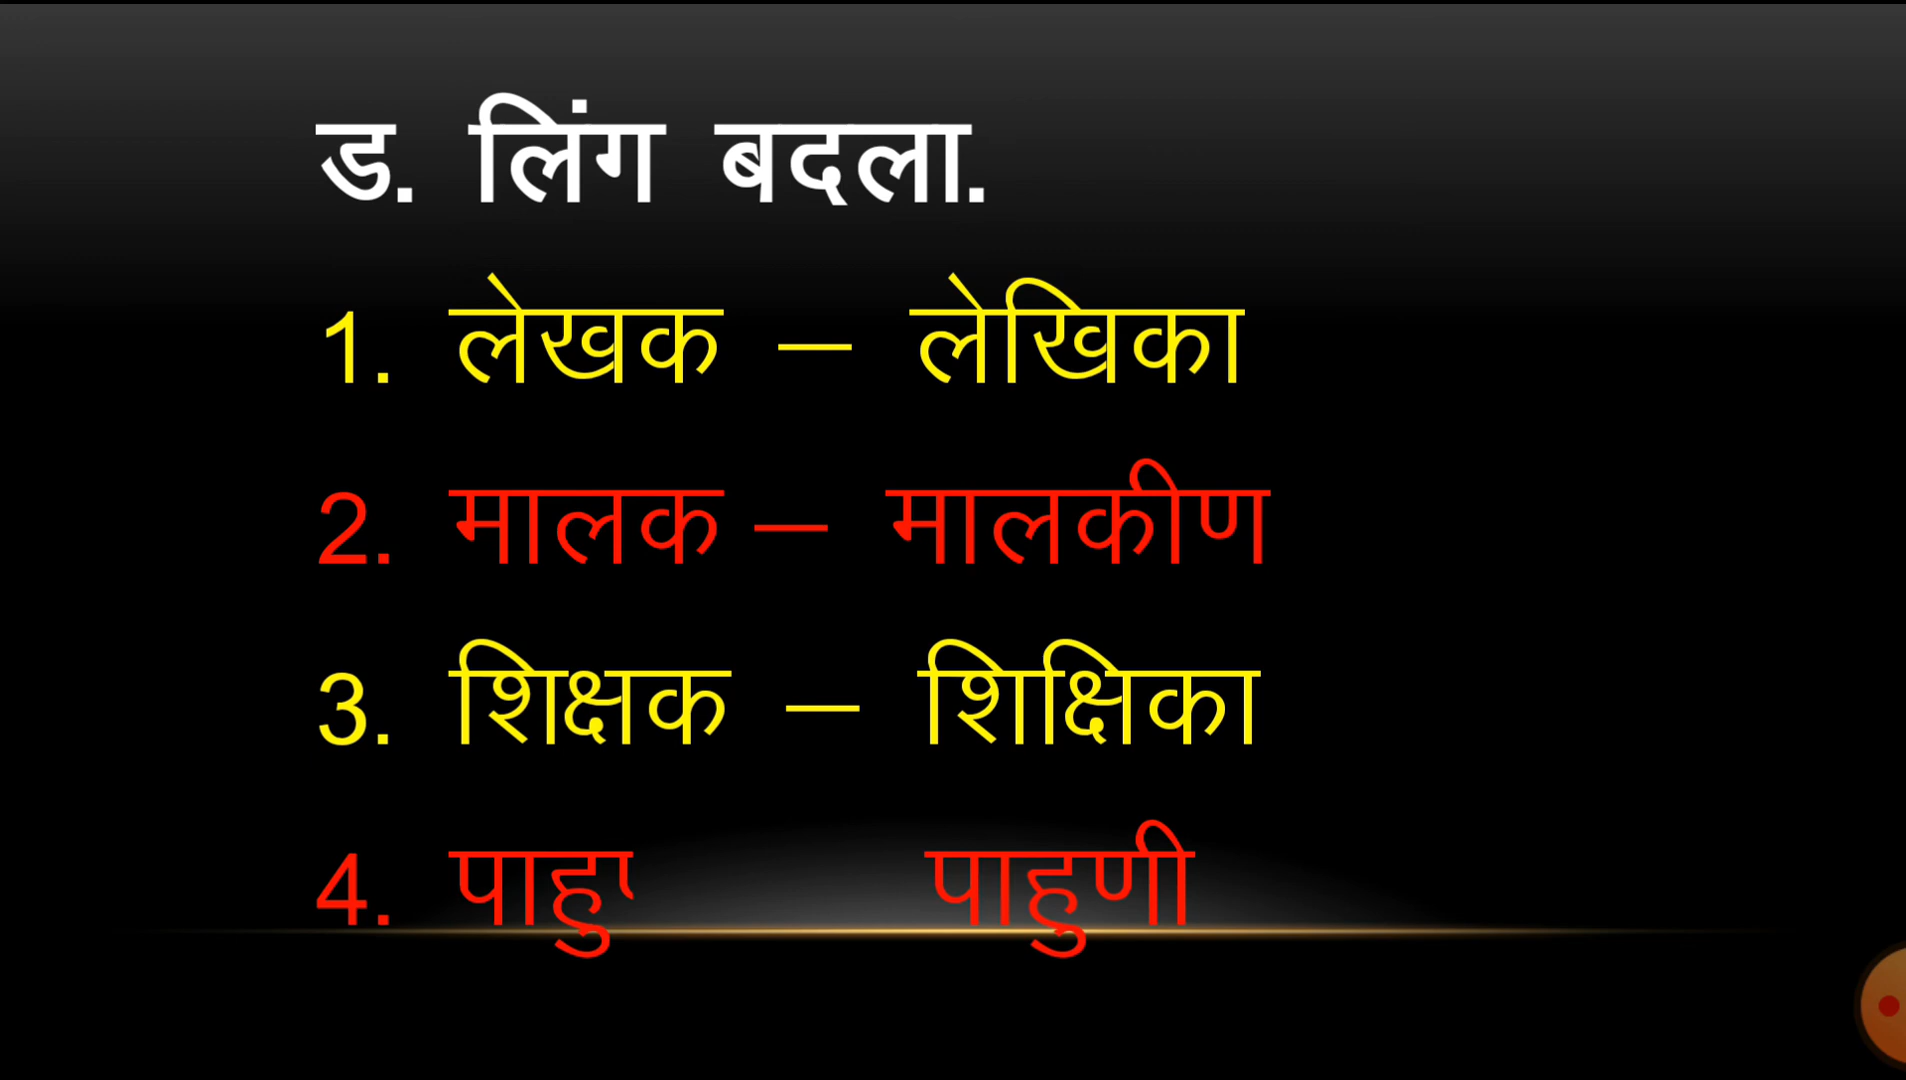 ड. लिंग बदला.
1. लेखक – लेखिका
2. मालक – मालकीण
3. शिक्षक – शिक्षिका
4. पाहुणी